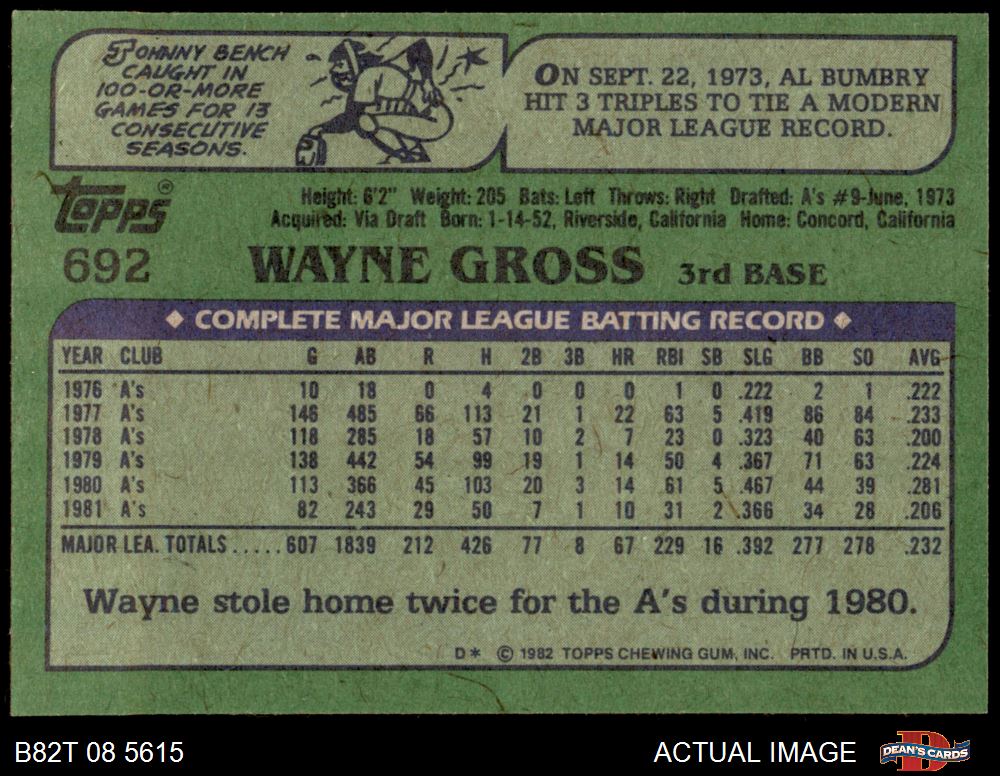 JOHNNY BENCH
CAUGHT IN
100-OR-MORE
GAMES FOR 13
CONSECUTIVE
SEASONS.
ON SEPT. 22, 1973, AL BUMBRY
HIT 3 TRIPLES TO TIE A MODERN
MAJOR LEAGUE RECORD.
TOPPS®
Height: 6'2" Weight: 205 Bats: Left Throws: Right Drafted: A's #9-June, 1973
Acquired: Via Draft Born: 1-14-52, Riverside, California Home: Concord, California
692 WAYNE GROSS 3rd BASE
◆ COMPLETE MAJOR LEAGUE BATTING RECORD ◆
YEAR CLUB G AB R H 2B 3B HR RBI SB SLG BB SO AVG
1976 A's 10 18 0 4 0 0 0 1 0 .222 2 1 .222
1977 A's 146 485 66 113 21 1 22 63 5 .419 86 84 .233
1978 A's 118 285 18 57 10 2 7 23 0 .323 40 63 .200
1979 A's 138 442 54 99 19 1 14 50 4 .367 71 63 .224
1980 A's 113 366 45 103 20 3 14 61 5 .467 44 39 .281
1981 A's 82 243 29 50 7 1 10 31 2 .366 34 28 .206
MAJOR LEA. TOTALS.....607 1839 212 426 77 8 67 229 16 .392 277 278 .232
Wayne stole home twice for the A's during 1980.
D* © 1982 TOPPS CHEWING GUM, INC. PRTD. IN U.S.A.
B82T 08 5615 ACTUAL IMAGE DEAN'S CARDS